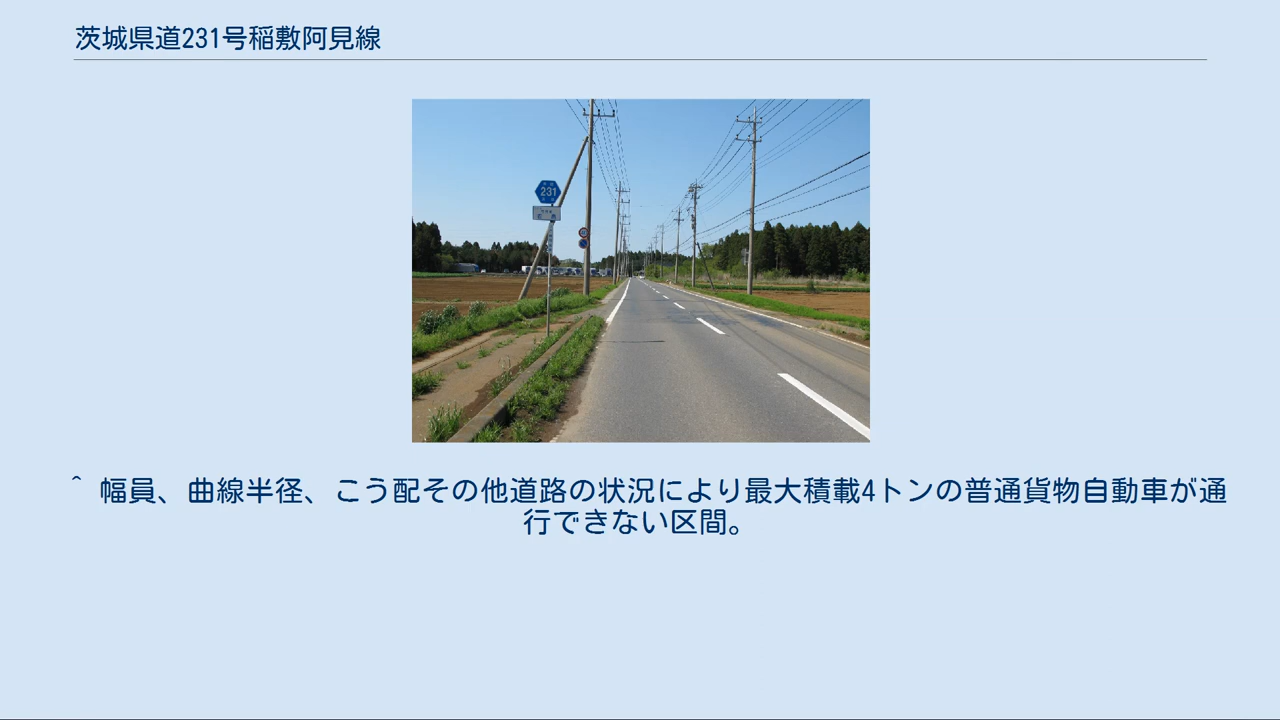 茨城県道231号稲敷阿見線
231
^ 幅員、曲線半径、こう配その他道路の状況により最大積載4トンの普通貨物自動車が通
行できない区間。